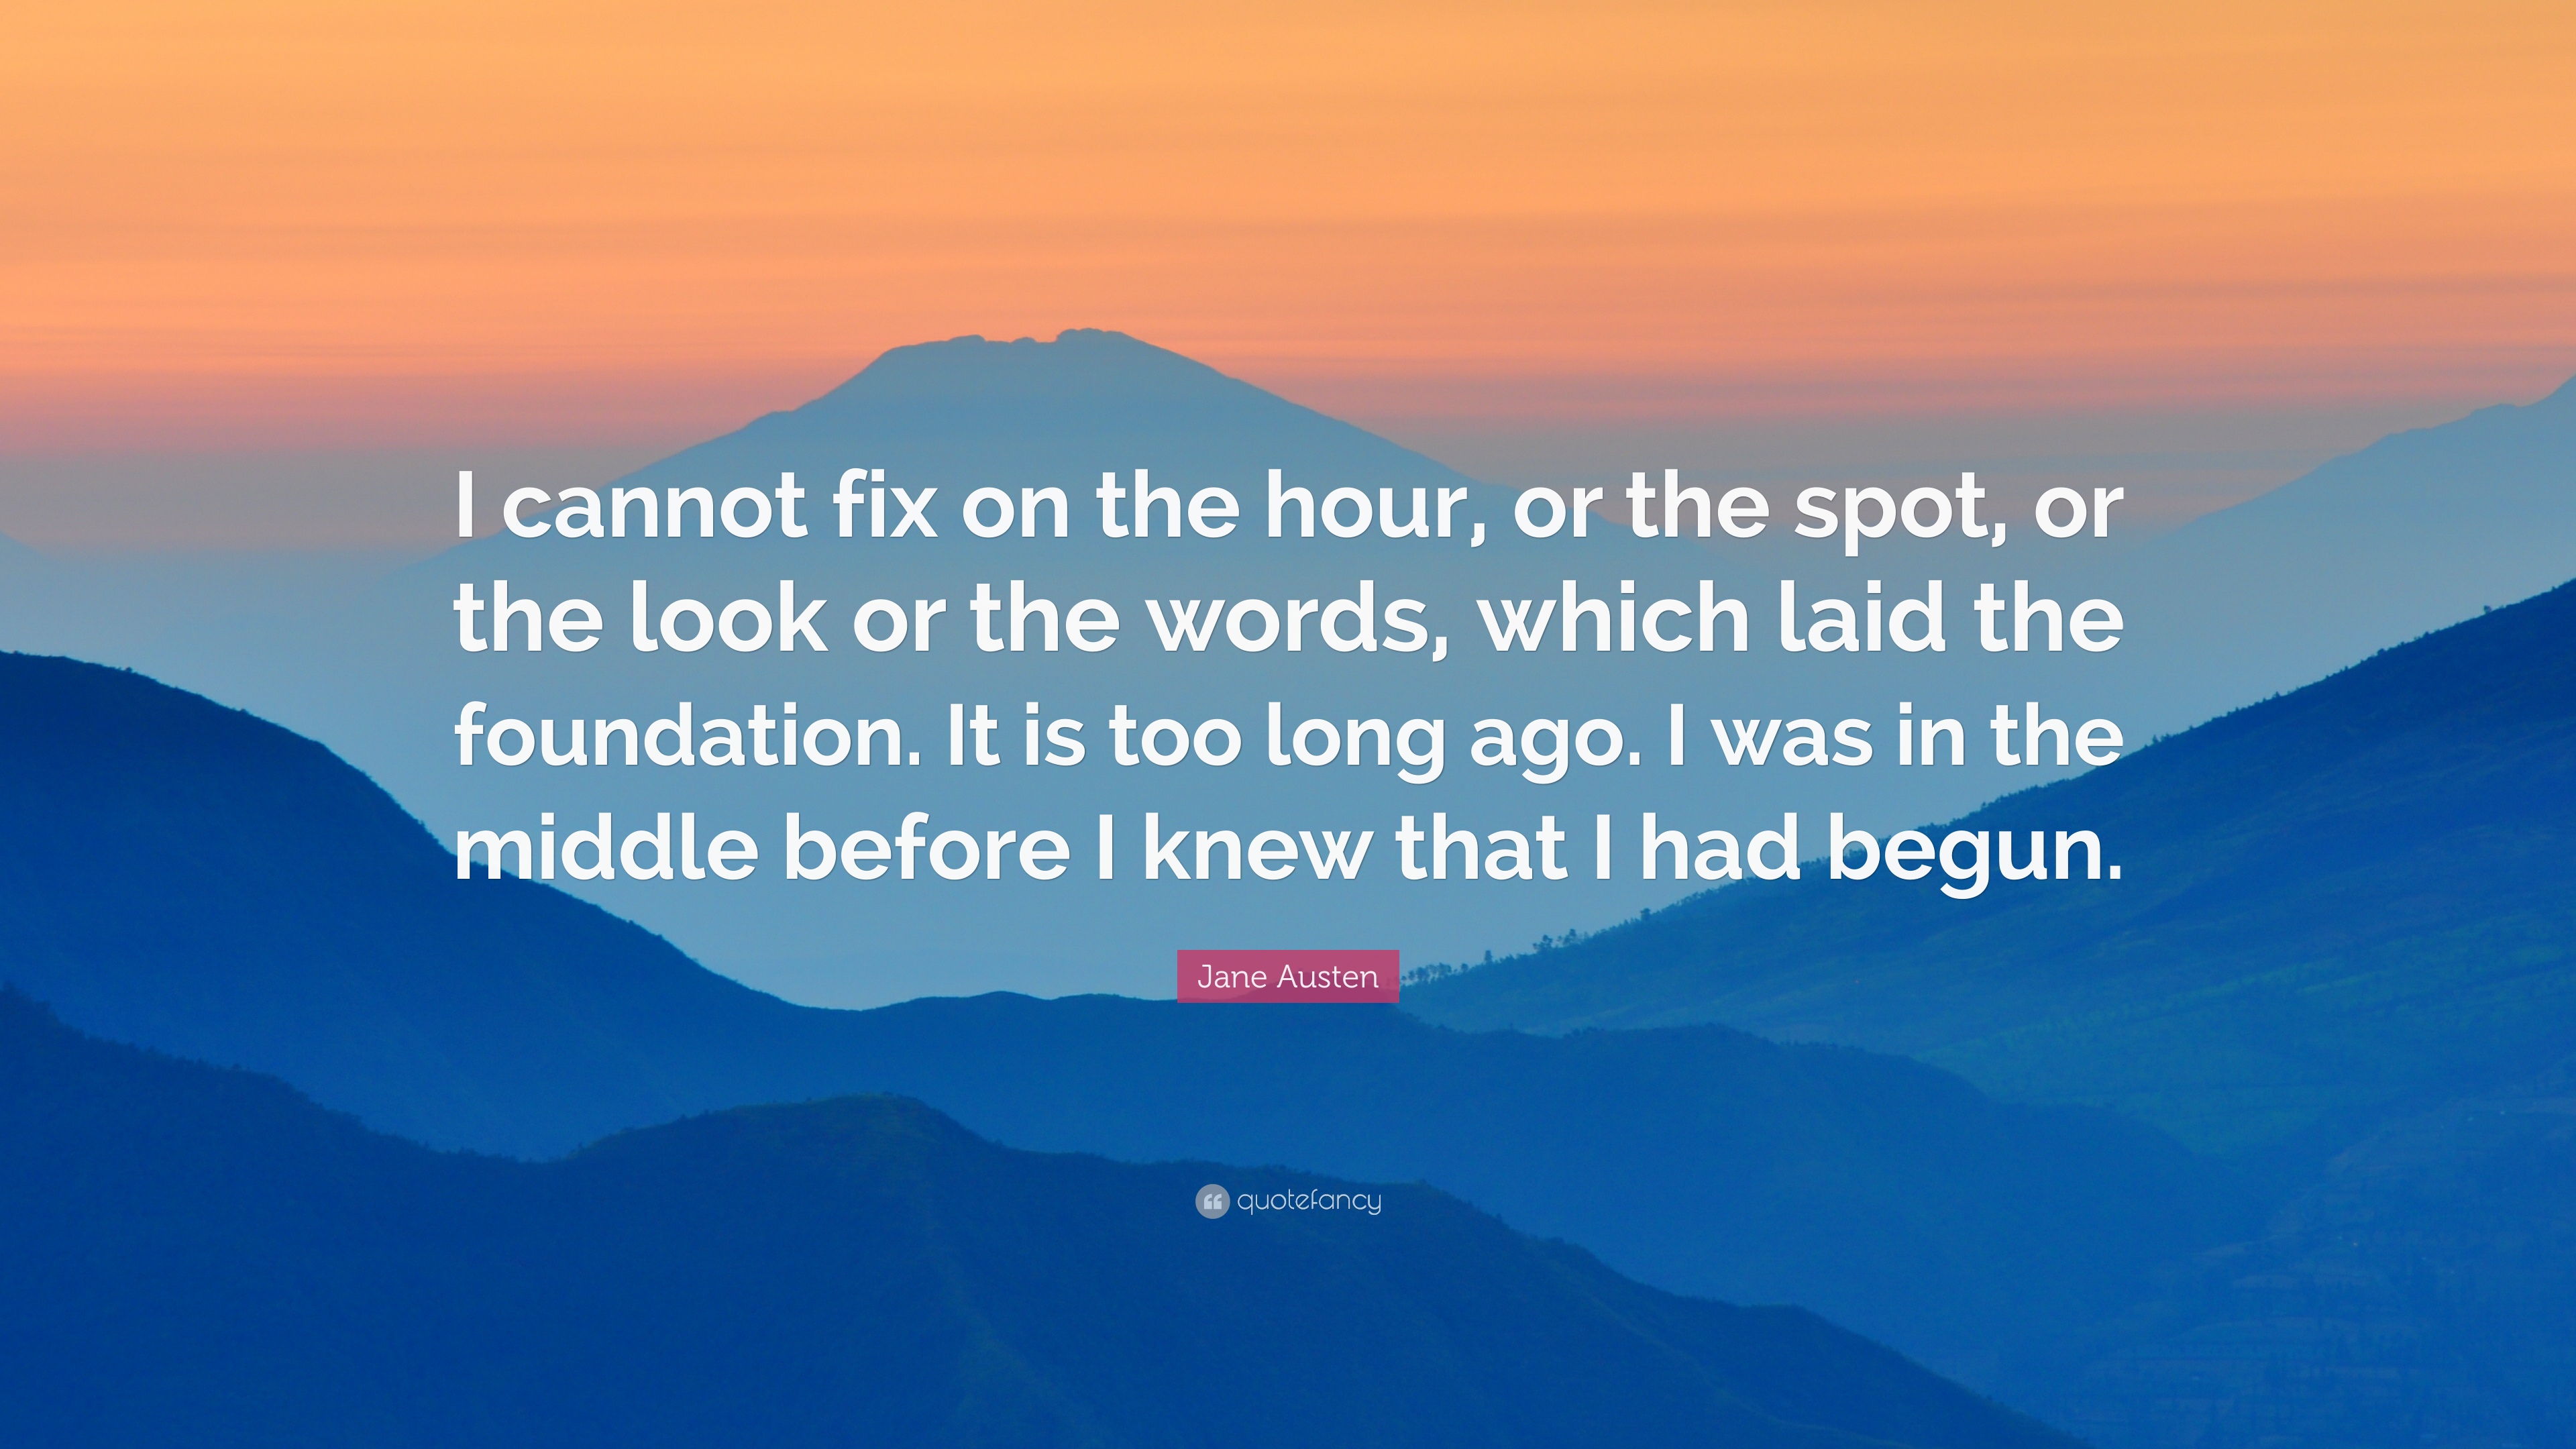 I cannot fix on the hour, or the spot, or
the look or the words, which laid the
foundation. It is too long ago. I was in the
middle before I knew that I had begun.
Jane Austen
quotefancy